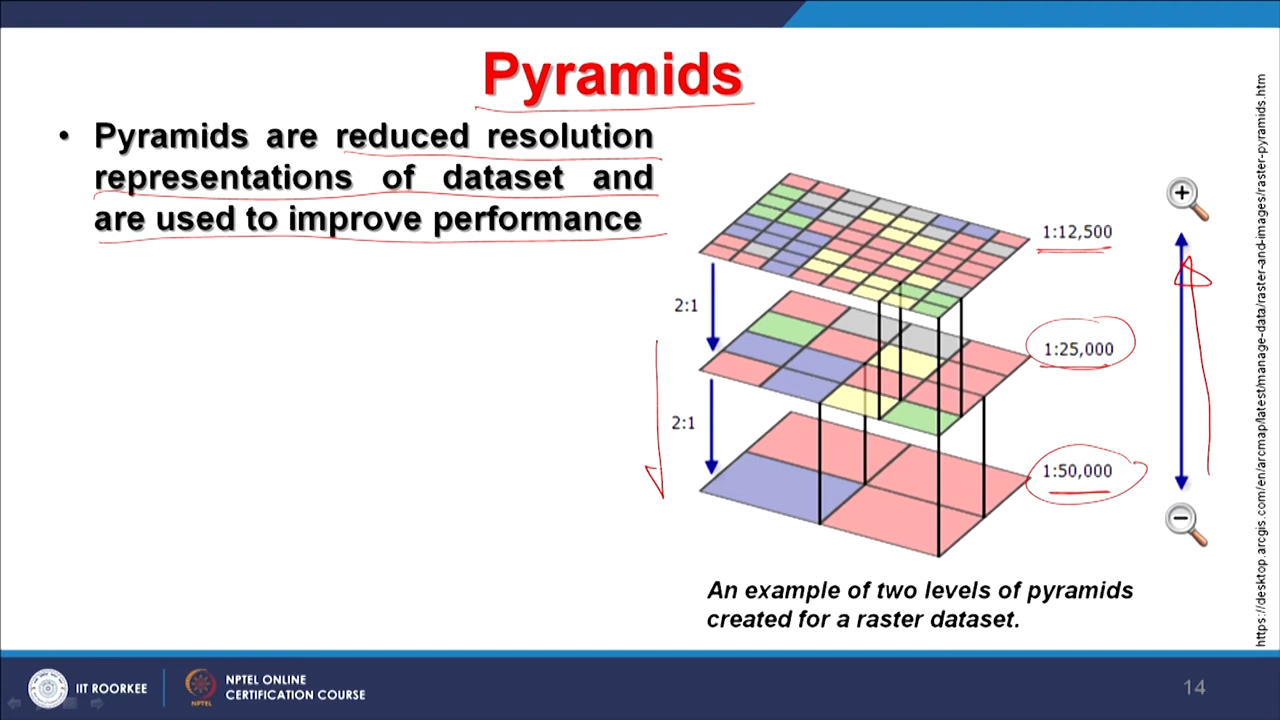 Pyramids
• Pyramids are reduced resolution
representations of dataset and
are used to improve performance
1:12,500
2:1
1:25,000
2:1
1:50,000
An example of two levels of pyramids
created for a raster dataset.
https://desktop.arcgis.com/en/arcmap/latest/manage-data/raster-and-images/raster-pyramids.htm
IIT ROORKEE
NPTEL
NPTEL ONLINE
CERTIFICATION COURSE
14